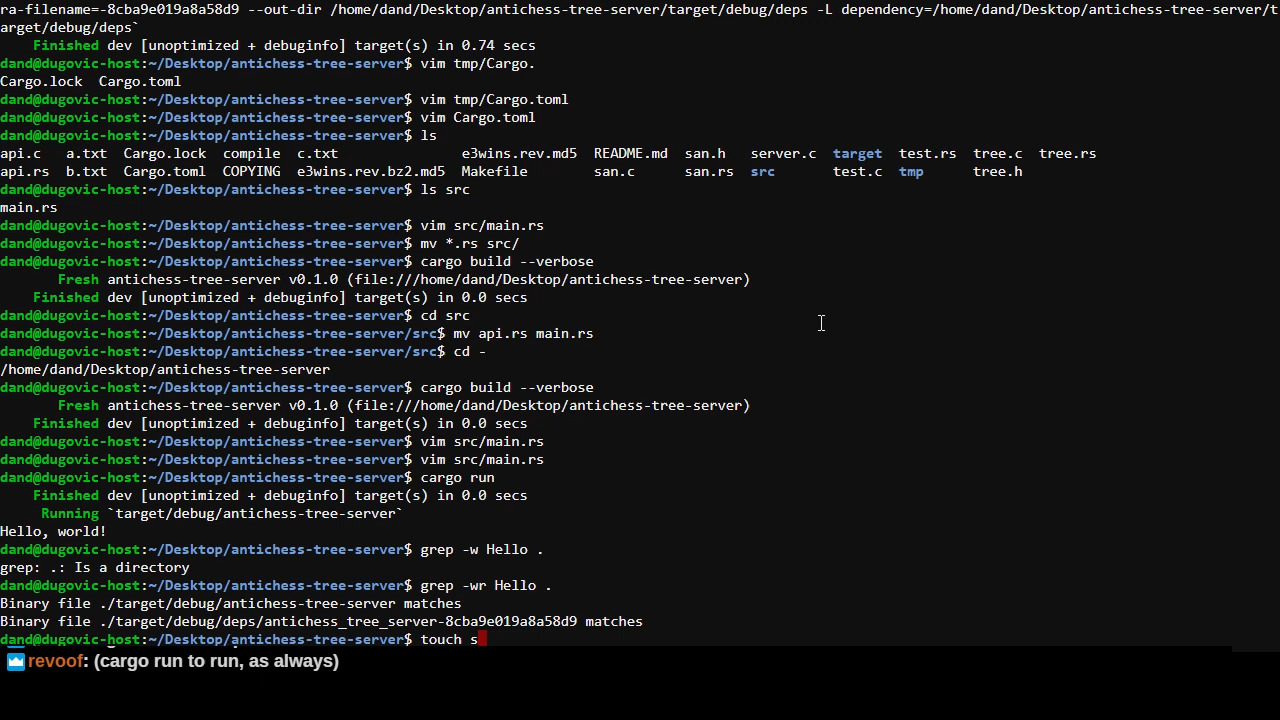 ra-filename=-8cba9e019a8a58d9 --out-dir /home/dand/Desktop/antichess-tree-server/target/debug/deps -L dependency=/home/dand/Desktop/antichess-tree-server/t
arget/debug/deps`
Finished dev [unoptimized + debuginfo] target(s) in 0.74 secs
dand@dugovic-host:~/Desktop/antichess-tree-server$ vim tmp/Cargo.
Cargo.lock  Cargo.toml
dand@dugovic-host:~/Desktop/antichess-tree-server$ vim tmp/Cargo.toml
dand@dugovic-host:~/Desktop/antichess-tree-server$ vim Cargo.toml
dand@dugovic-host:~/Desktop/antichess-tree-server$ ls
api.c   a.txt  Cargo.lock  compile  c.txt               e3wins.rev.md5  README.md  san.h   server.c  target   test.rs  tree.c  tree.rs
api.rs  b.txt  Cargo.toml  COPYING  e3wins.rev.bz2.md5  Makefile        san.c      san.rs  src       test.c  tmp      tree.h
dand@dugovic-host:~/Desktop/antichess-tree-server$ ls src
main.rs
dand@dugovic-host:~/Desktop/antichess-tree-server$ vim src/main.rs
dand@dugovic-host:~/Desktop/antichess-tree-server$ mv *.rs src/
dand@dugovic-host:~/Desktop/antichess-tree-server$ cargo build --verbose
Fresh antichess-tree-server v0.1.0 (file:///home/dand/Desktop/antichess-tree-server)
Finished dev [unoptimized + debuginfo] target(s) in 0.0 secs
dand@dugovic-host:~/Desktop/antichess-tree-server$ cd src
dand@dugovic-host:~/Desktop/antichess-tree-server/src$ mv api.rs main.rs
dand@dugovic-host:~/Desktop/antichess-tree-server/src$ cd -
/home/dand/Desktop/antichess-tree-server
dand@dugovic-host:~/Desktop/antichess-tree-server$ cargo build --verbose
Fresh antichess-tree-server v0.1.0 (file:///home/dand/Desktop/antichess-tree-server)
Finished dev [unoptimized + debuginfo] target(s) in 0.0 secs
dand@dugovic-host:~/Desktop/antichess-tree-server$ vim src/main.rs
dand@dugovic-host:~/Desktop/antichess-tree-server$ vim src/main.rs
dand@dugovic-host:~/Desktop/antichess-tree-server$ cargo run
Finished dev [unoptimized + debuginfo] target(s) in 0.0 secs
Running `target/debug/antichess-tree-server`
Hello, world!
dand@dugovic-host:~/Desktop/antichess-tree-server$ grep -w Hello .
grep: .: Is a directory
dand@dugovic-host:~/Desktop/antichess-tree-server$ grep -wr Hello .
Binary file ./target/debug/antichess-tree-server matches
Binary file ./target/debug/deps/antichess_tree_server-8cba9e019a8a58d9 matches
dand@dugovic-host:~/Desktop/antichess-tree-server$ touch s
revoof: (cargo run to run, as always)